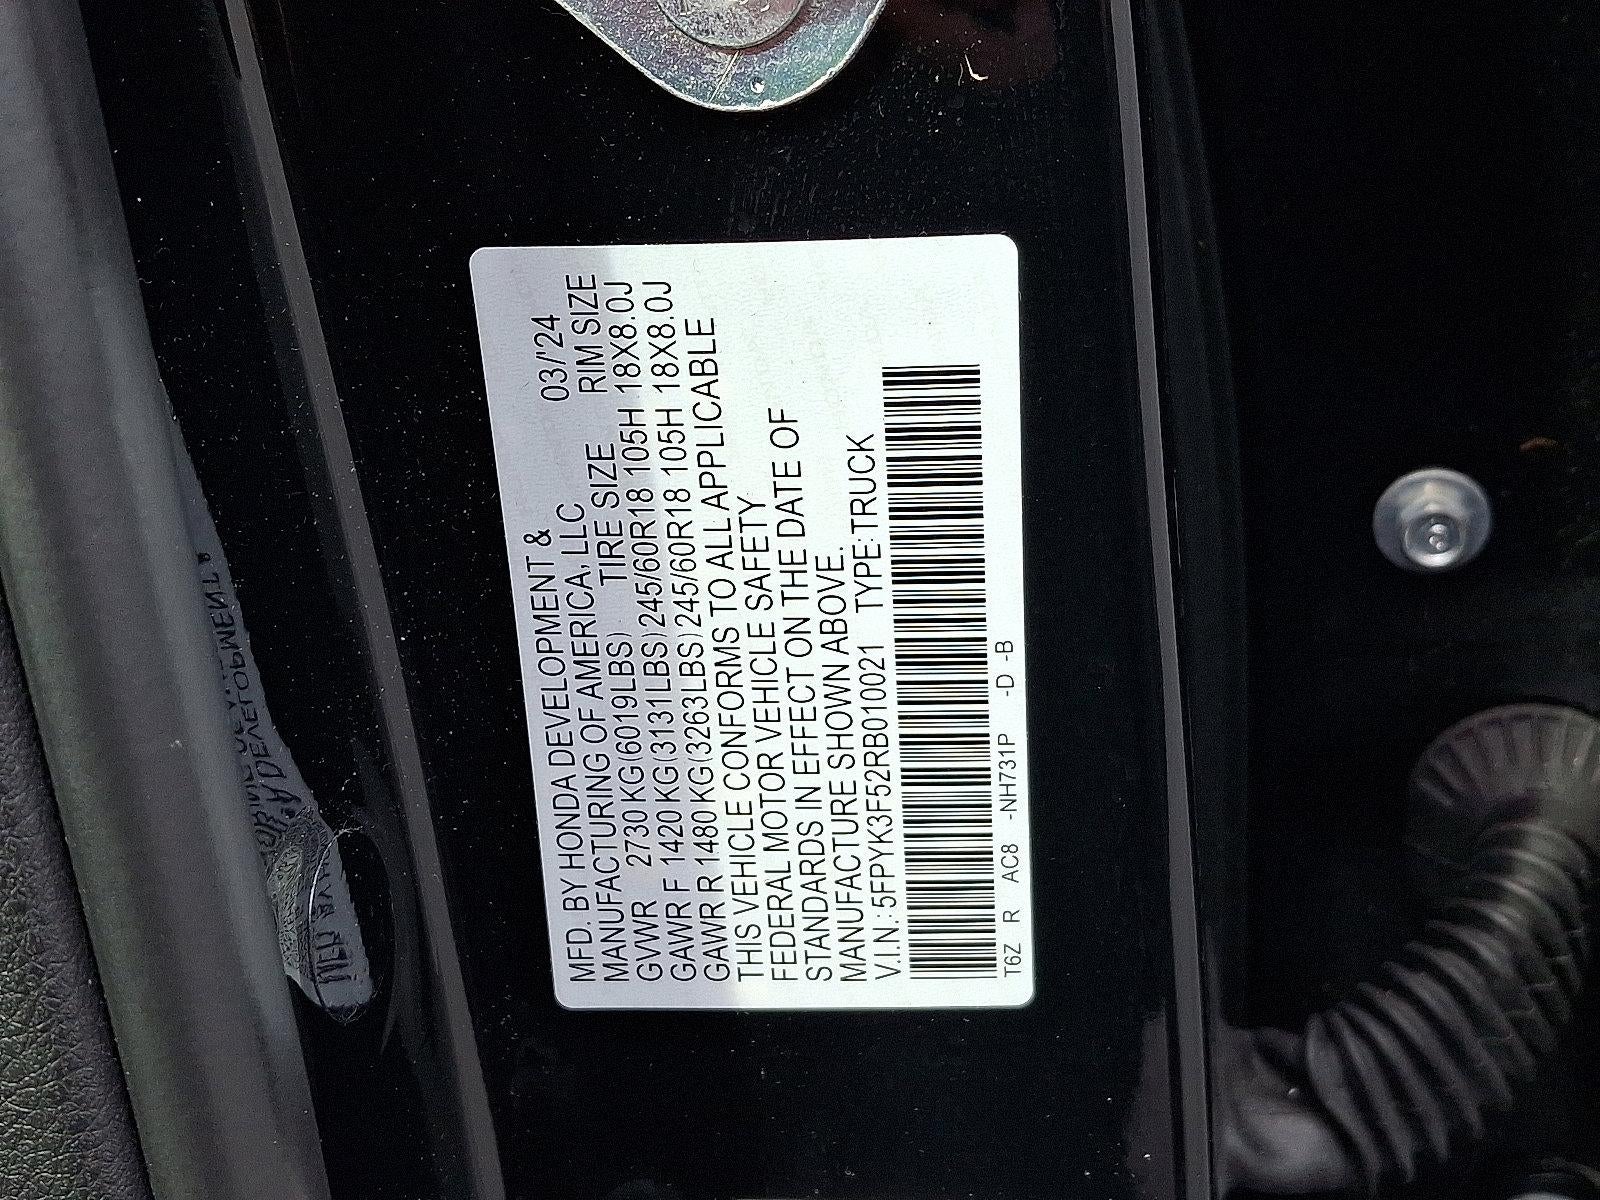 MFD. BY HONDA DEVELOPMENT &
MANUFACTURING OF AMERICA, LLC 03/'24
GVWR 2730 KG(6019LBS) TIRE SIZE RIM SIZE
GAWR F 1420 KG(3131LBS) 245/60R18 105H 18X8.0J
GAWR R 1480 KG(3263LBS) 245/60R18 105H 18X8.0J
THIS VEHICLE CONFORMS TO ALL APPLICABLE
FEDERAL MOTOR VEHICLE SAFETY
STANDARDS IN EFFECT ON THE DATE OF
MANUFACTURE SHOWN ABOVE.
V.I.N.: 5FPYK3F52RB010021 TYPE: TRUCK
T6Z R AC8 -NH731P -D -B